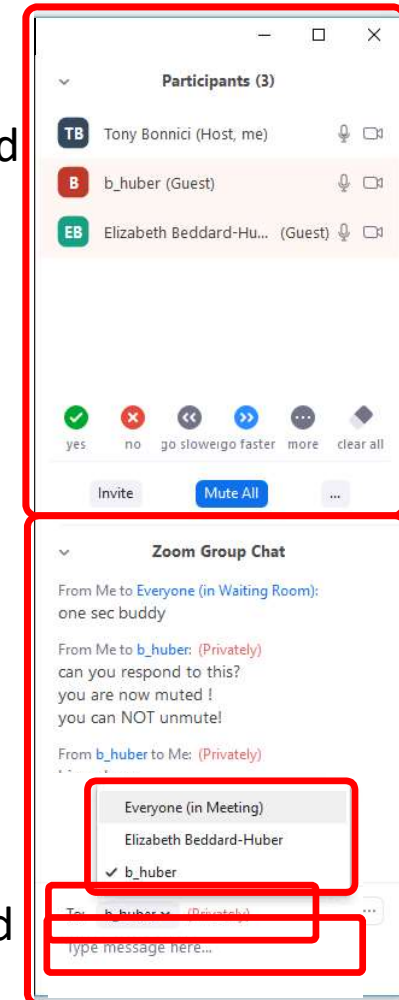 Participants (3)
d
TB Tony Bonnici (Host, me)
B b_huber (Guest)
EB Elizabeth Beddard-Hu... (Guest)
yes no go slower go faster more clear all
Invite Mute All ...
Zoom Group Chat
From Me to Everyone (in Waiting Room):
one sec buddy
From Me to b_huber: (Privately)
can you respond to this?
you are now muted !
you can NOT unmute!
From b_huber to Me: (Privately)
Everyone (in Meeting)
Elizabeth Beddard-Huber
✓ b_huber
d
To: b_huber (Privately) ...
Type message here...